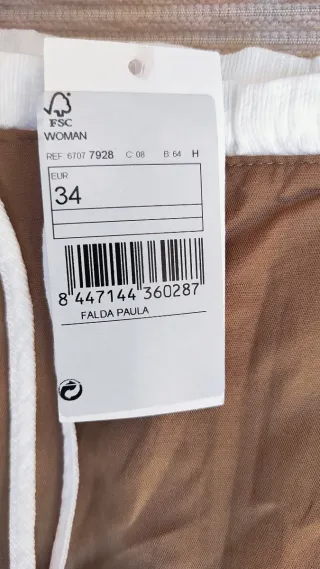 FSC
WOMAN
REF 6707 7928 C 08 B 64 H
EUR
34
8 447144 360287
FALDA PAULA